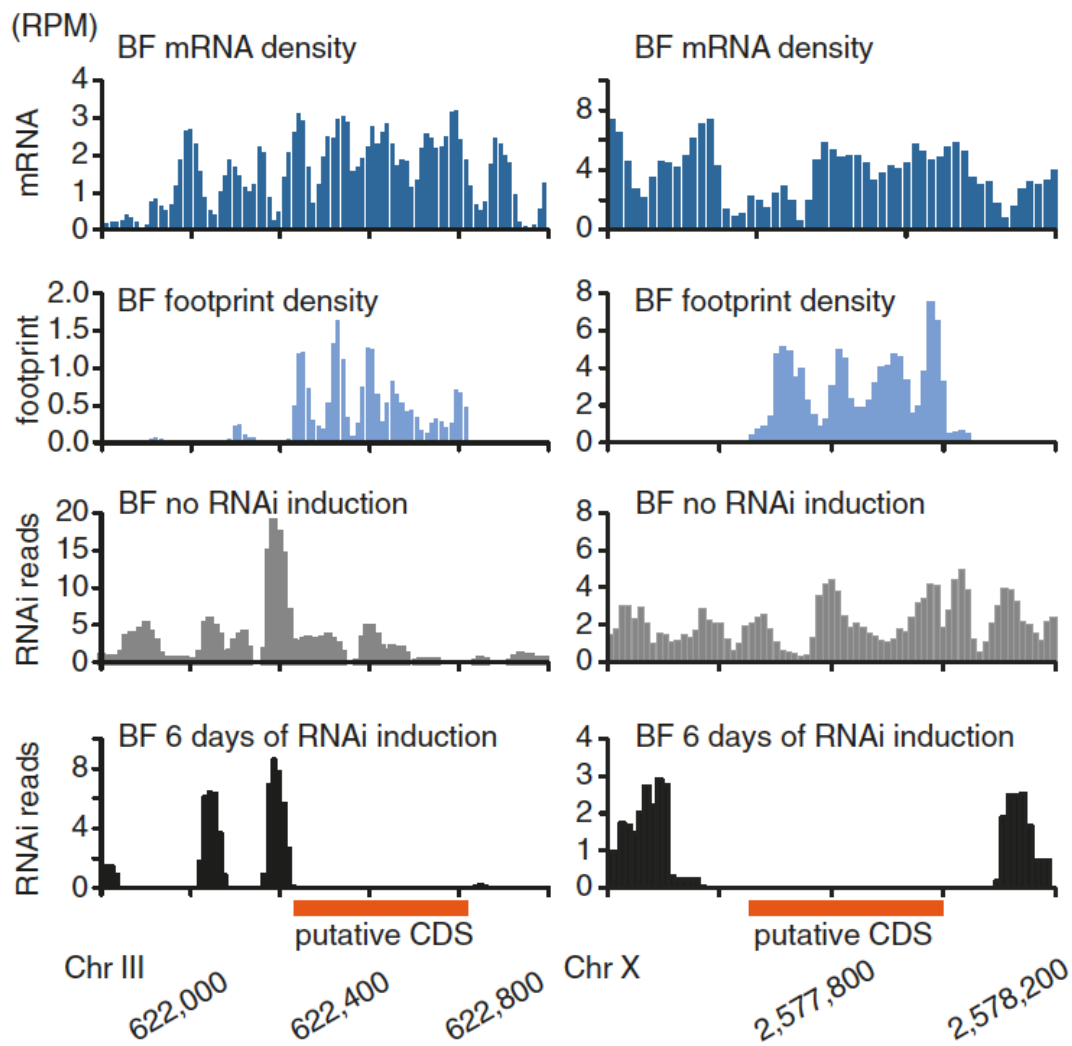 (RPM)
BF mRNA density
mRNA
4
3
2
1
0
BF mRNA density
8
4
0
BF footprint density
footprint
2.0
1.5
1.0
0.5
0.0
BF footprint density
8
6
4
2
0
BF no RNAi induction
RNAi reads
20
15
10
5
0
BF no RNAi induction
8
6
4
2
0
BF 6 days of RNAi induction
RNAi reads
8
4
0
BF 6 days of RNAi induction
4
3
2
1
0
putative CDS
putative CDS
Chr III
622,000
622,400
622,800
Chr X
2,577,800
2,578,200